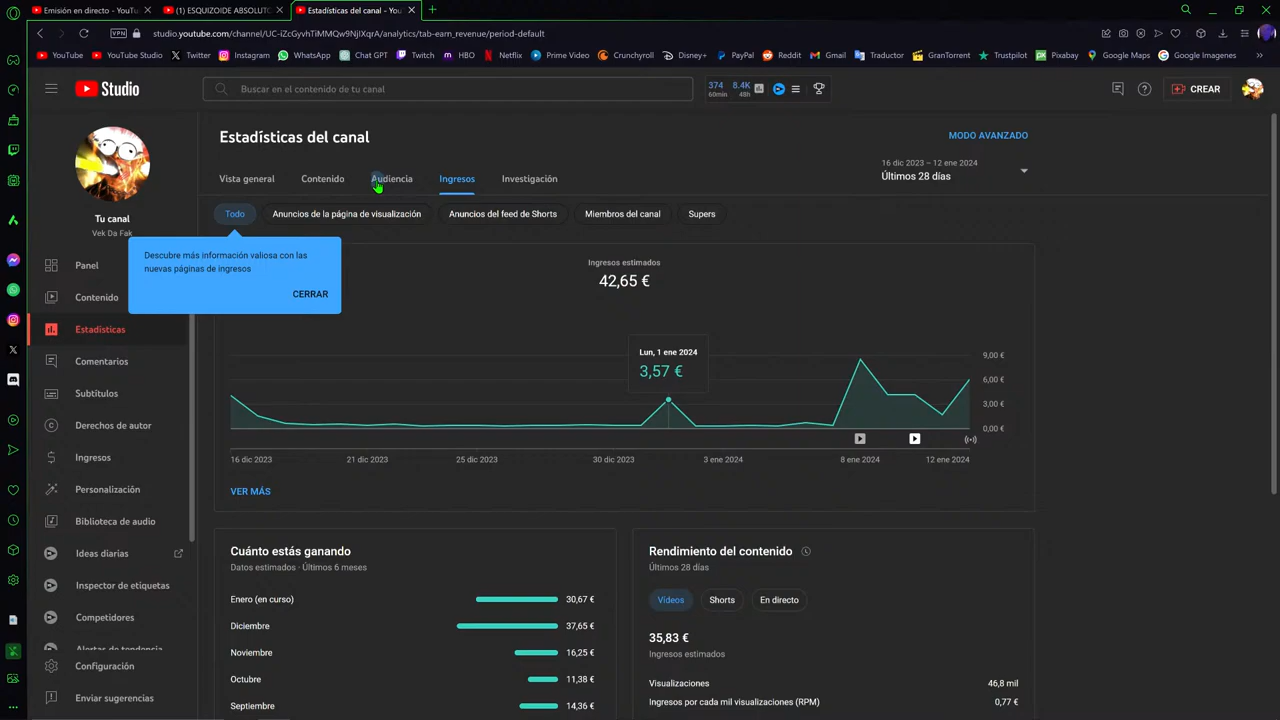 Emisión en directo - YouTu
(1) ESQUIZOIDE ABSOLUT
Estadísticas del canal - You
VPN
studio.youtube.com/channel/UC-iZcGyvhTiMMQw9NjIXqrA/analytics/tab-earn_revenue/period-default
YouTube
YouTube Studio
Twitter
Instagram
WhatsApp
Chat GPT
Twitch
HBO
Netflix
Prime Video
Crunchyroll
Disney+
PayPal
Reddit
Gmail
Traductor
GranTorrent
Trustpilot
Pixabay
Google Maps
Google Imagenes
Studio
Buscar en el contenido de tu canal
374
60min
8.4K
48h
CREAR
Tu canal
Vek Da Fak
Panel
Contenido
Estadísticas
Comentarios
Subtítulos
Derechos de autor
Ingresos
Personalización
Biblioteca de audio
Ideas diarias
Inspector de etiquetas
Competidores
Alertas de tendencia
Configuración
Enviar sugerencias
Estadísticas del canal
MODO AVANZADO
Vista general
Contenido
Audiencia
Ingresos
Investigación
16 dic 2023 – 12 ene 2024
Últimos 28 días
Todo
Anuncios de la página de visualización
Anuncios del feed de Shorts
Miembros del canal
Supers
Descubre más información valiosa con las
nuevas páginas de ingresos
CERRAR
Ingresos estimados
42,65 €
Lun, 1 ene 2024
3,57 €
9,00 €
6,00 €
3,00 €
0,00 €
16 dic 2023
21 dic 2023
25 dic 2023
30 dic 2023
3 ene 2024
8 ene 2024
12 ene 2024
VER MÁS
Cuánto estás ganando
Datos estimados · Últimos 6 meses
Enero (en curso) 30,67 €
Diciembre 37,65 €
Noviembre 16,25 €
Octubre 11,38 €
Septiembre 14,36 €
Rendimiento del contenido
Últimos 28 días
Vídeos
Shorts
En directo
35,83 €
Ingresos estimados
Visualizaciones 46,8 mil
Ingresos por cada mil visualizaciones (RPM) 0,77 €